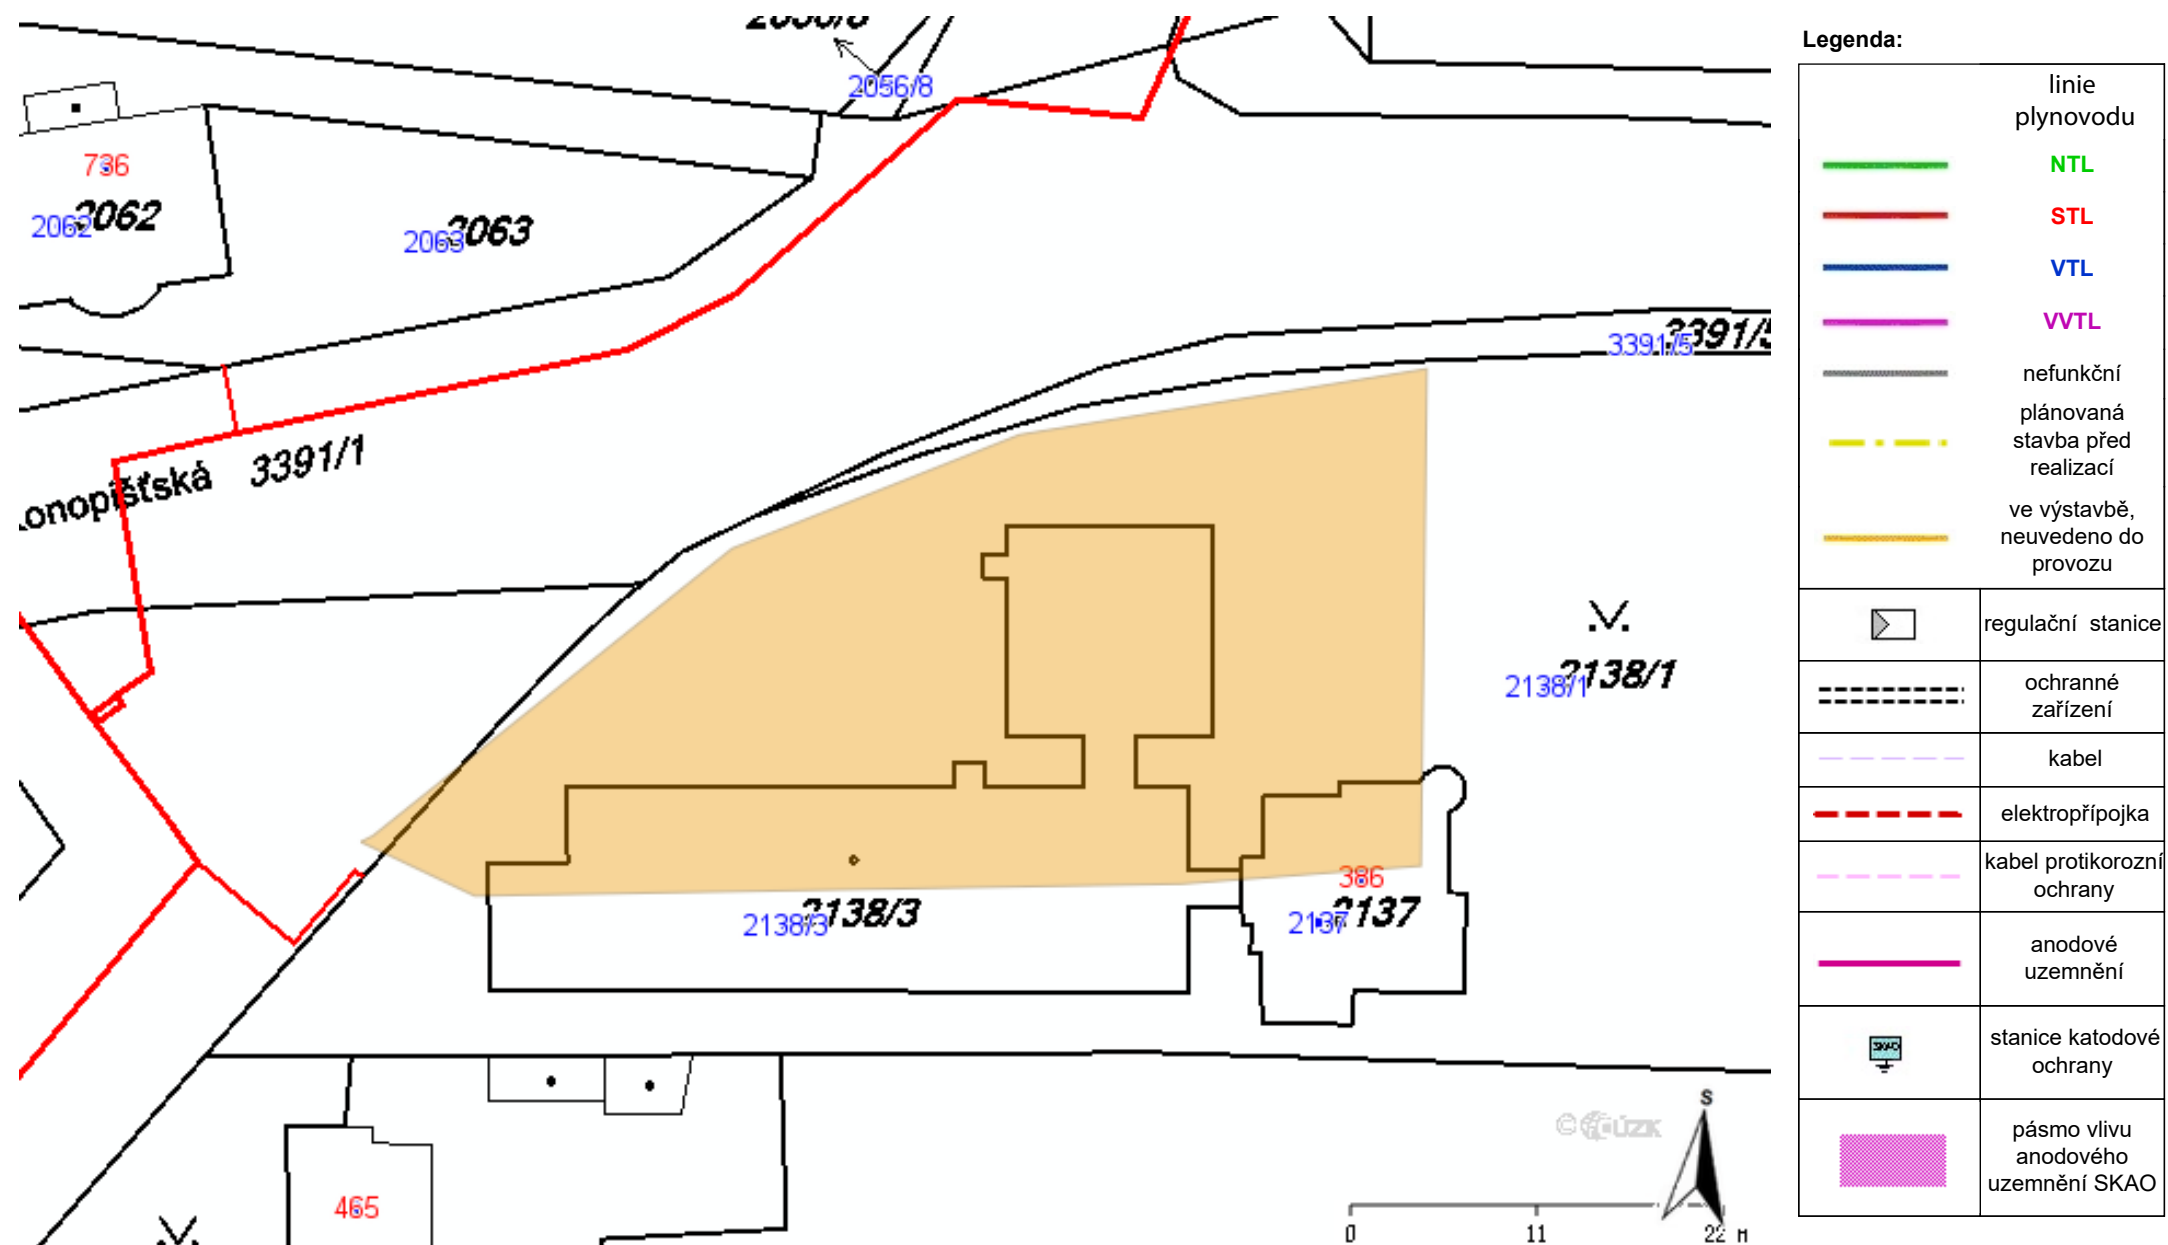 Legenda:
linie
plynovodu
NTL
STL
VTL
VVTL
nefunkční
plánovaná
stavba před
realizací
ve výstavbě,
neuvedeno do
provozu
regulační stanice
ochranné
zařízení
kabel
elektropřípojka
kabel protikorozní
ochrany
anodové
uzemnění
SKAO
stanice katodové
ochrany
pásmo vlivu
anodového
uzemnění SKAO
2056/8
736
2062 2062
2063 2063
3391/5 3391/5
onopišťská 3391/1
2138/1 2138/1
386
2138/3 2138/3
2137 2137
465
© ČÚZK
S
0 11 22 M